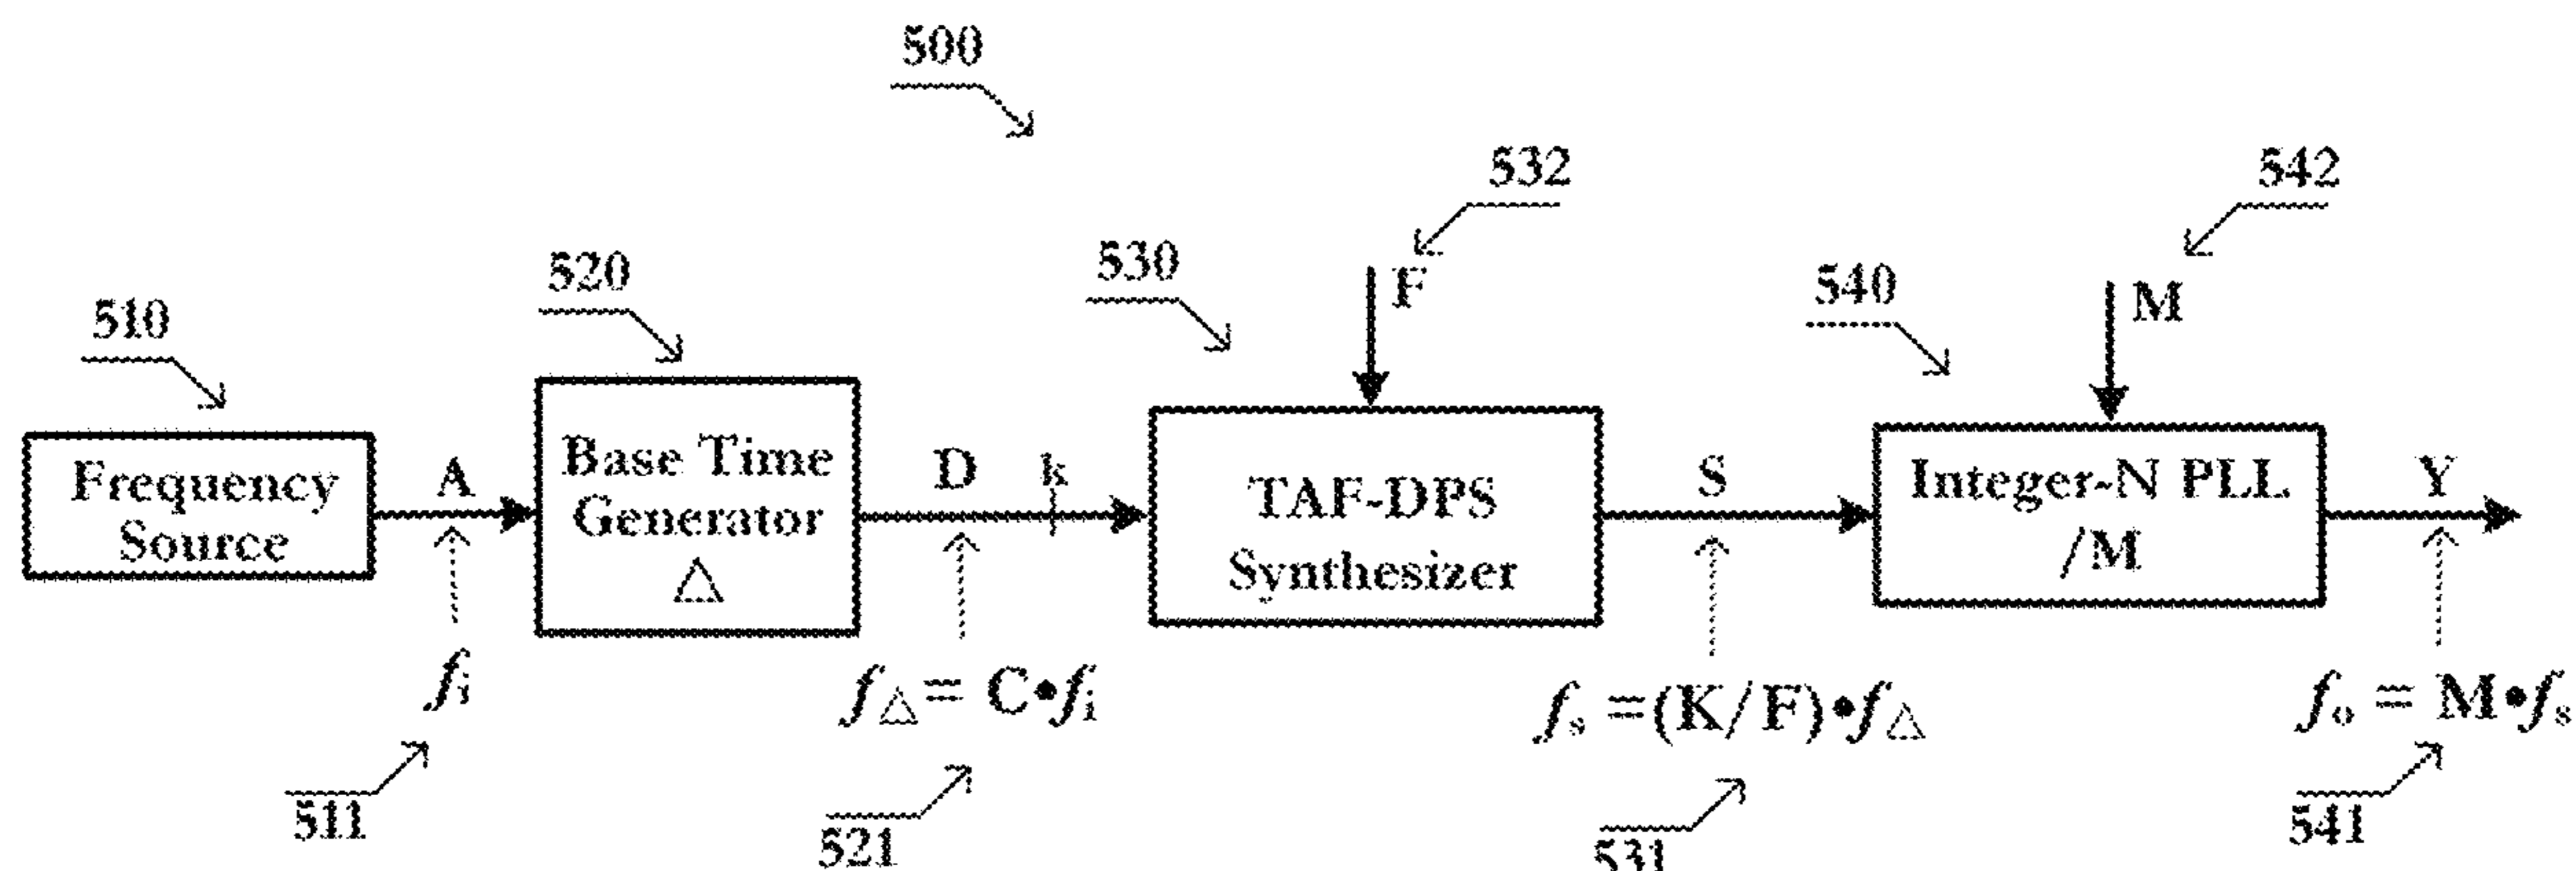 500
532
542
530
540
520
510
F
M
Frequency
Source
A
Base Time
Generator
△
D
k
TAF-DPS
Synthesizer
S
Integer-N PLL
/M
Y
fi
f△= C•fi
fs =(K/F)•f△
fo = M•fs
511
521
531
541